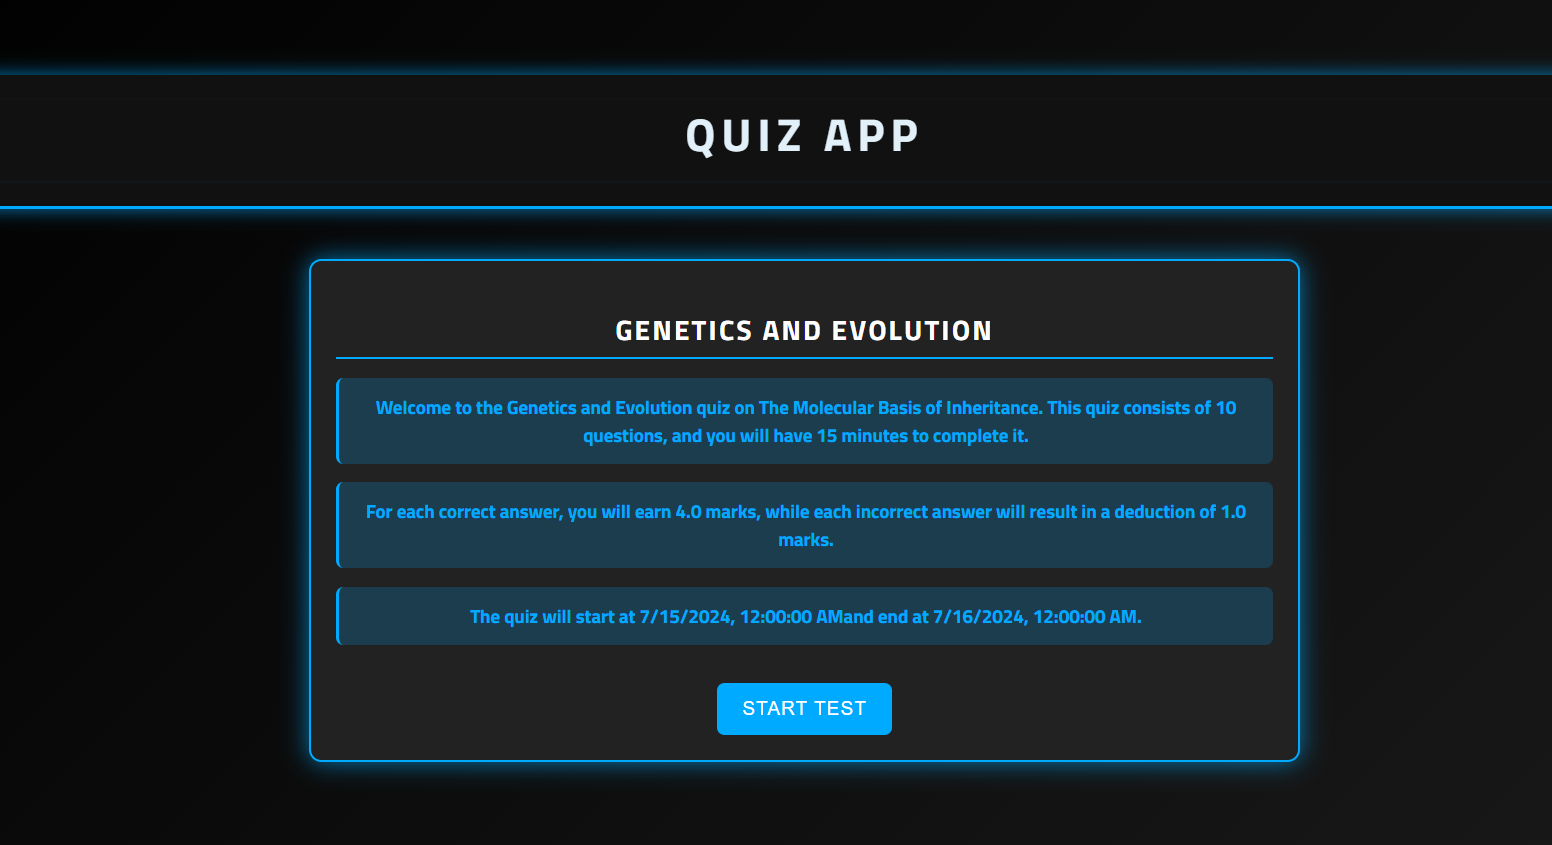 QUIZ APP
GENETICS AND EVOLUTION
Welcome to the Genetics and Evolution quiz on The Molecular Basis of Inheritance. This quiz consists of 10
questions, and you will have 15 minutes to complete it.
For each correct answer, you will earn 4.0 marks, while each incorrect answer will result in a deduction of 1.0
marks.
The quiz will start at 7/15/2024, 12:00:00 AMand end at 7/16/2024, 12:00:00 AM.
START TEST